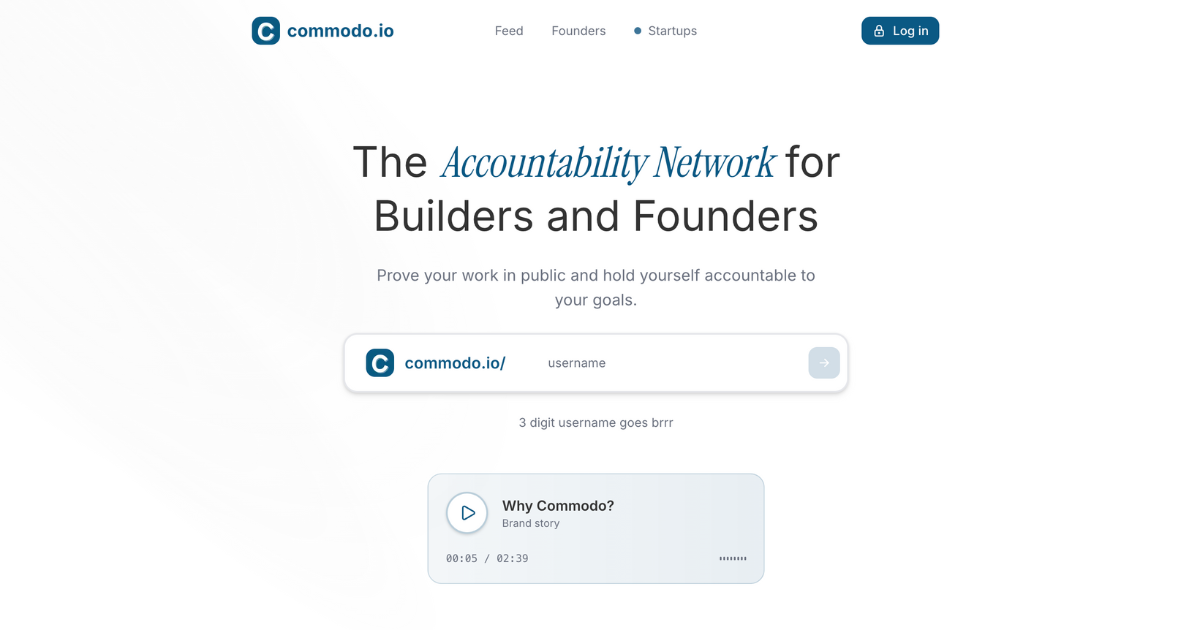 C commodo.io
Feed
Founders
Startups
Log in
The Accountability Network for
Builders and Founders
Prove your work in public and hold yourself accountable to
your goals.
C commodo.io/
username
3 digit username goes brrr
Why Commodo?
Brand story
00:05 / 02:39